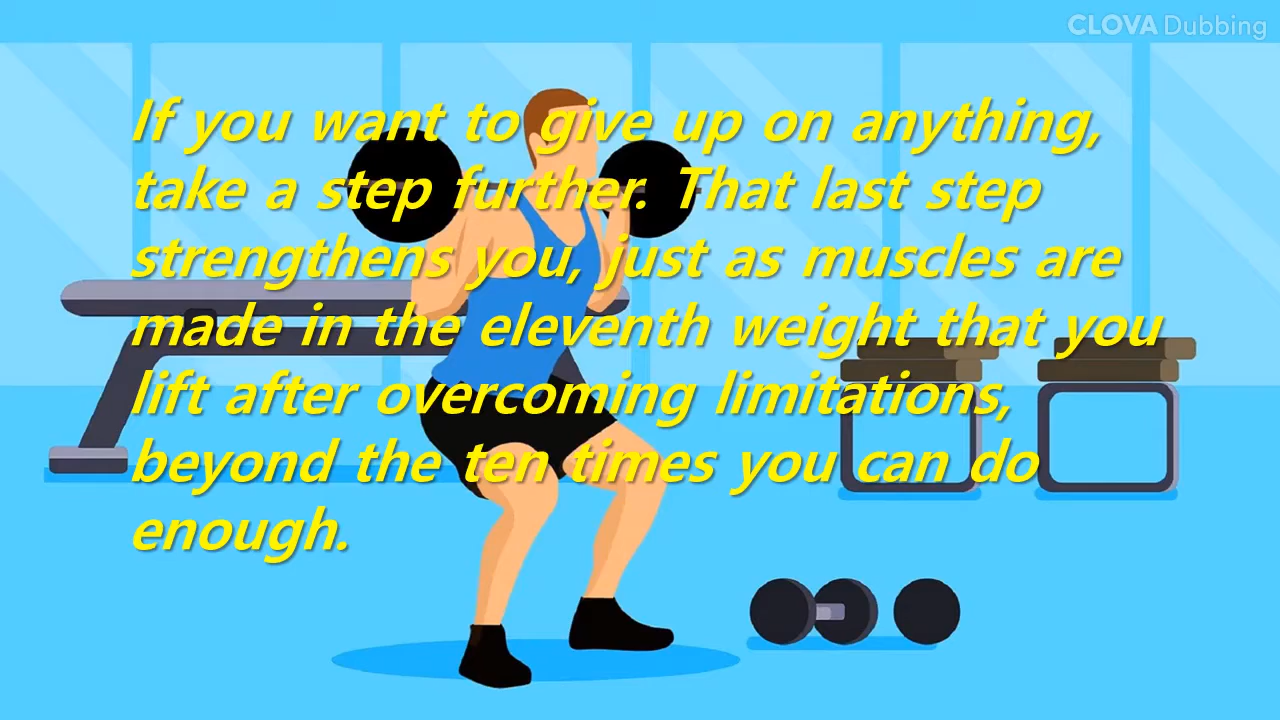 CLOVA Dubbing
If you want to give up on anything,
take a step further. That last step
strengthens you, just as muscles are
made in the eleventh weight that you
lift after overcoming limitations,
beyond the ten times you can do
enough.